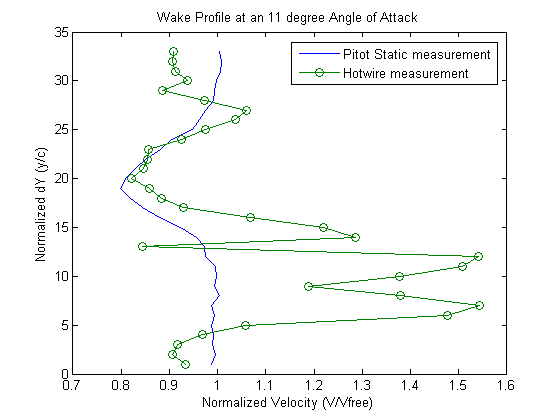 Wake Profile at an 11 degree Angle of Attack
Pitot Static measurement
Hotwire measurement
35
30
25
20
15
10
5
0
Normalized dY (y/c)
0.7 0.8 0.9 1 1.1 1.2 1.3 1.4 1.5 1.6
Normalized Velocity (V/Vfree)